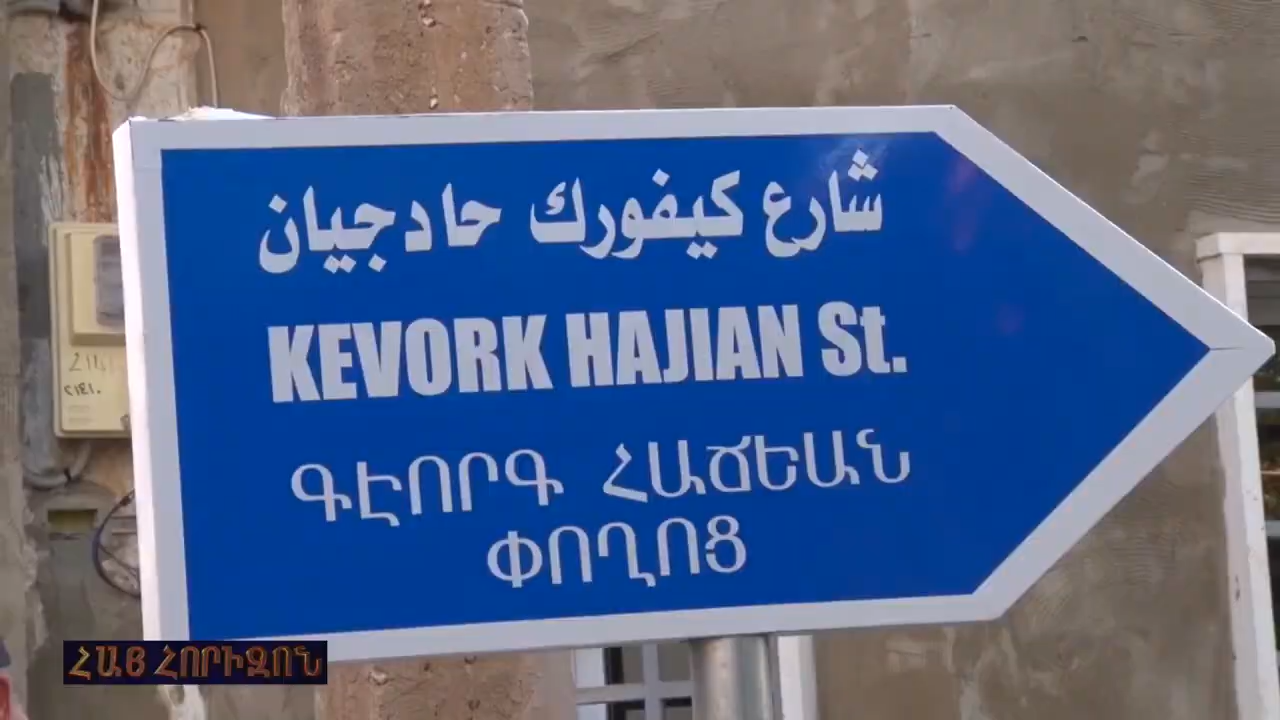 شارع كيفورك حادجيان
KEVORK HAJIAN St.
ԳԷՈՐԳ ՀԱՃԵԱՆ
ՓՈՂՈՑ
ՀԱՅ ՀՈՐԻԶՈՆ